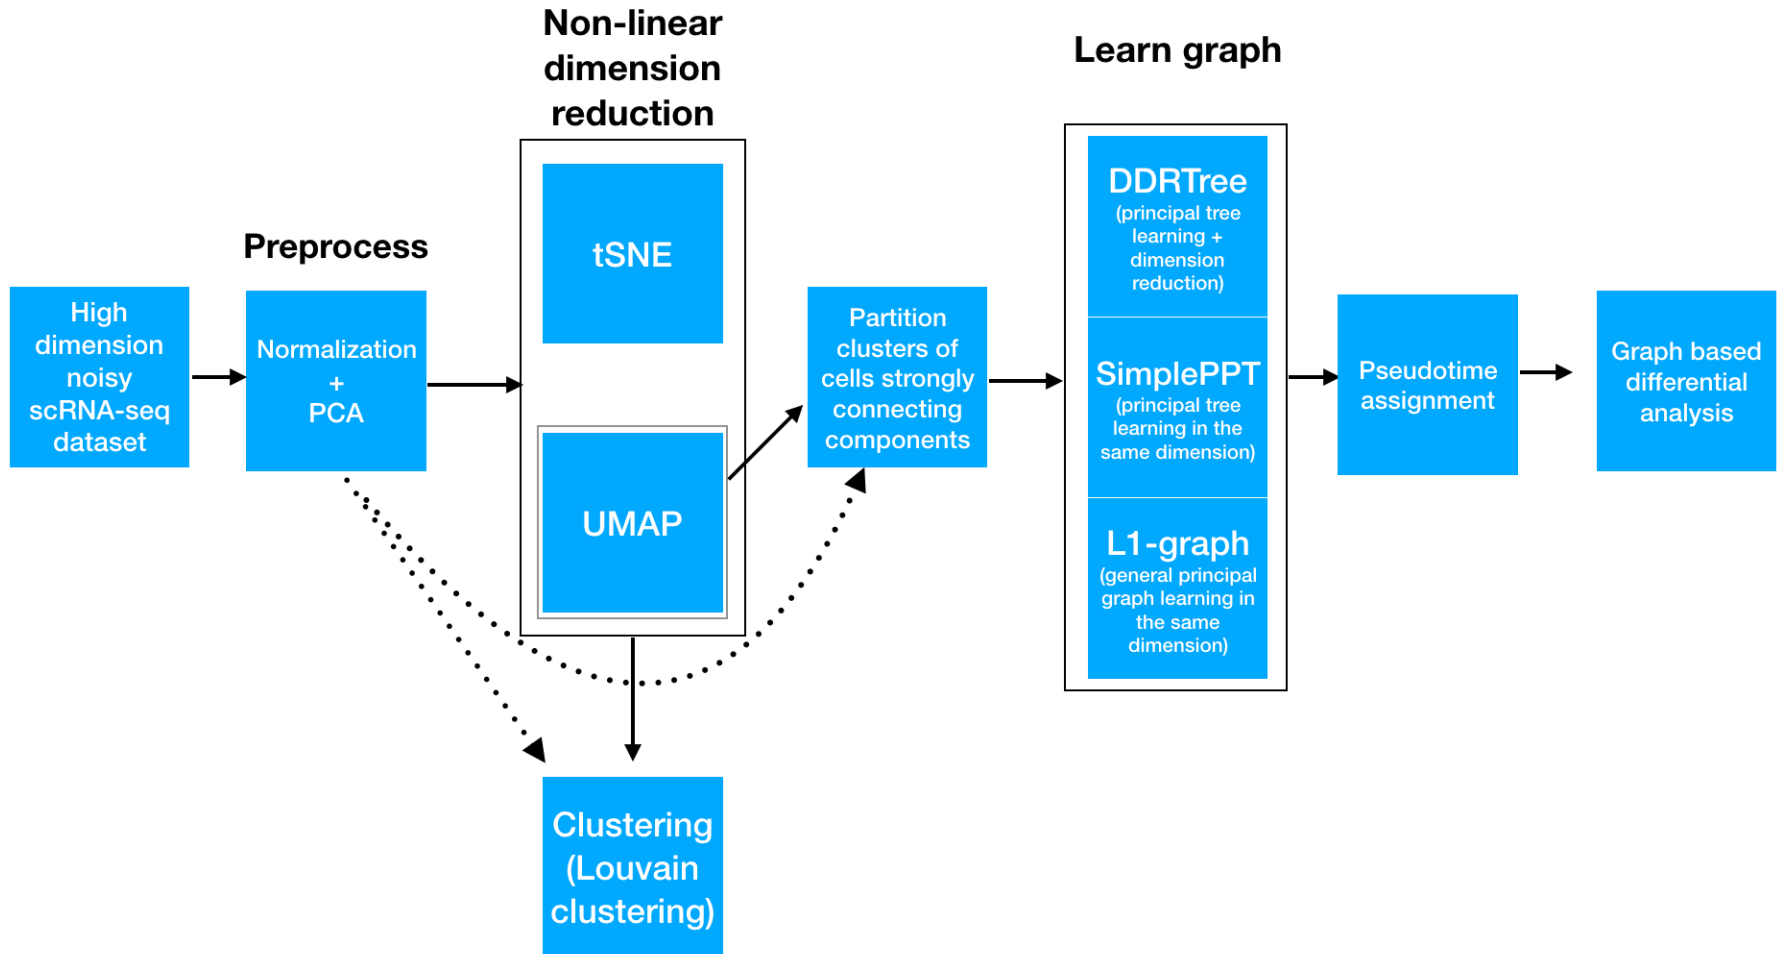 Non-linear
dimension
reduction
Learn graph
Preprocess
High
dimension
noisy
scRNA-seq
dataset
Normalization
+
PCA
tSNE
UMAP
Partition
clusters of
cells strongly
connecting
components
DDRTree
(principal tree
learning +
dimension
reduction)
SimplePPT
(principal tree
learning in the
same dimension)
L1-graph
(general principal
graph learning in
the same
dimension)
Pseudotime
assignment
Graph based
differential
analysis
Clustering
(Louvain
clustering)